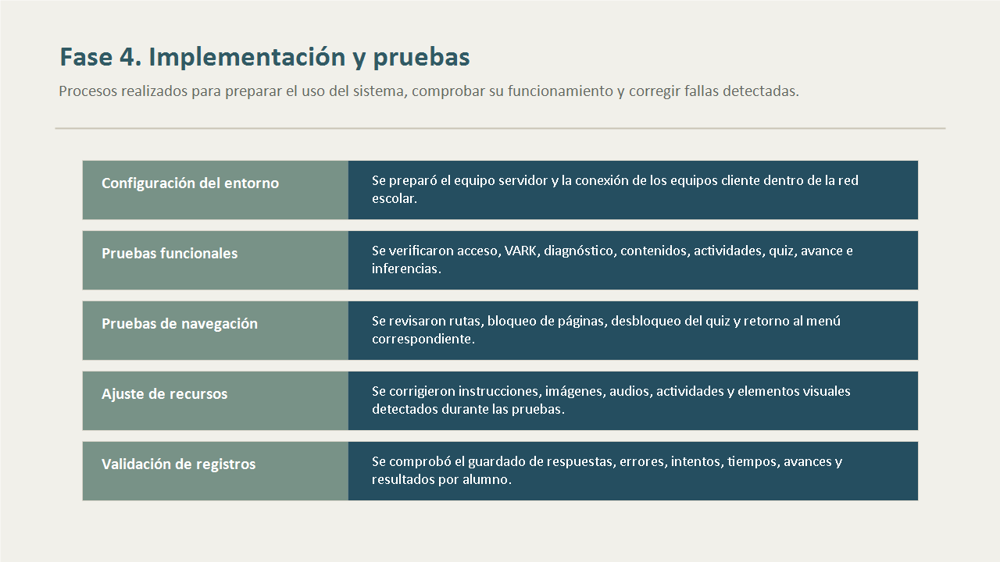 Fase 4. Implementación y pruebas
Procesos realizados para preparar el uso del sistema, comprobar su funcionamiento y corregir fallas detectadas.
Configuración del entorno
Se preparó el equipo servidor y la conexión de los equipos cliente dentro de la red
escolar.
Pruebas funcionales
Se verificaron acceso, VARK, diagnóstico, contenidos, actividades, quiz, avance e
inferencias.
Pruebas de navegación
Se revisaron rutas, bloqueo de páginas, desbloqueo del quiz y retorno al menú
correspondiente.
Ajuste de recursos
Se corrigieron instrucciones, imágenes, audios, actividades y elementos visuales
detectados durante las pruebas.
Validación de registros
Se comprobó el guardado de respuestas, errores, intentos, tiempos, avances y
resultados por alumno.